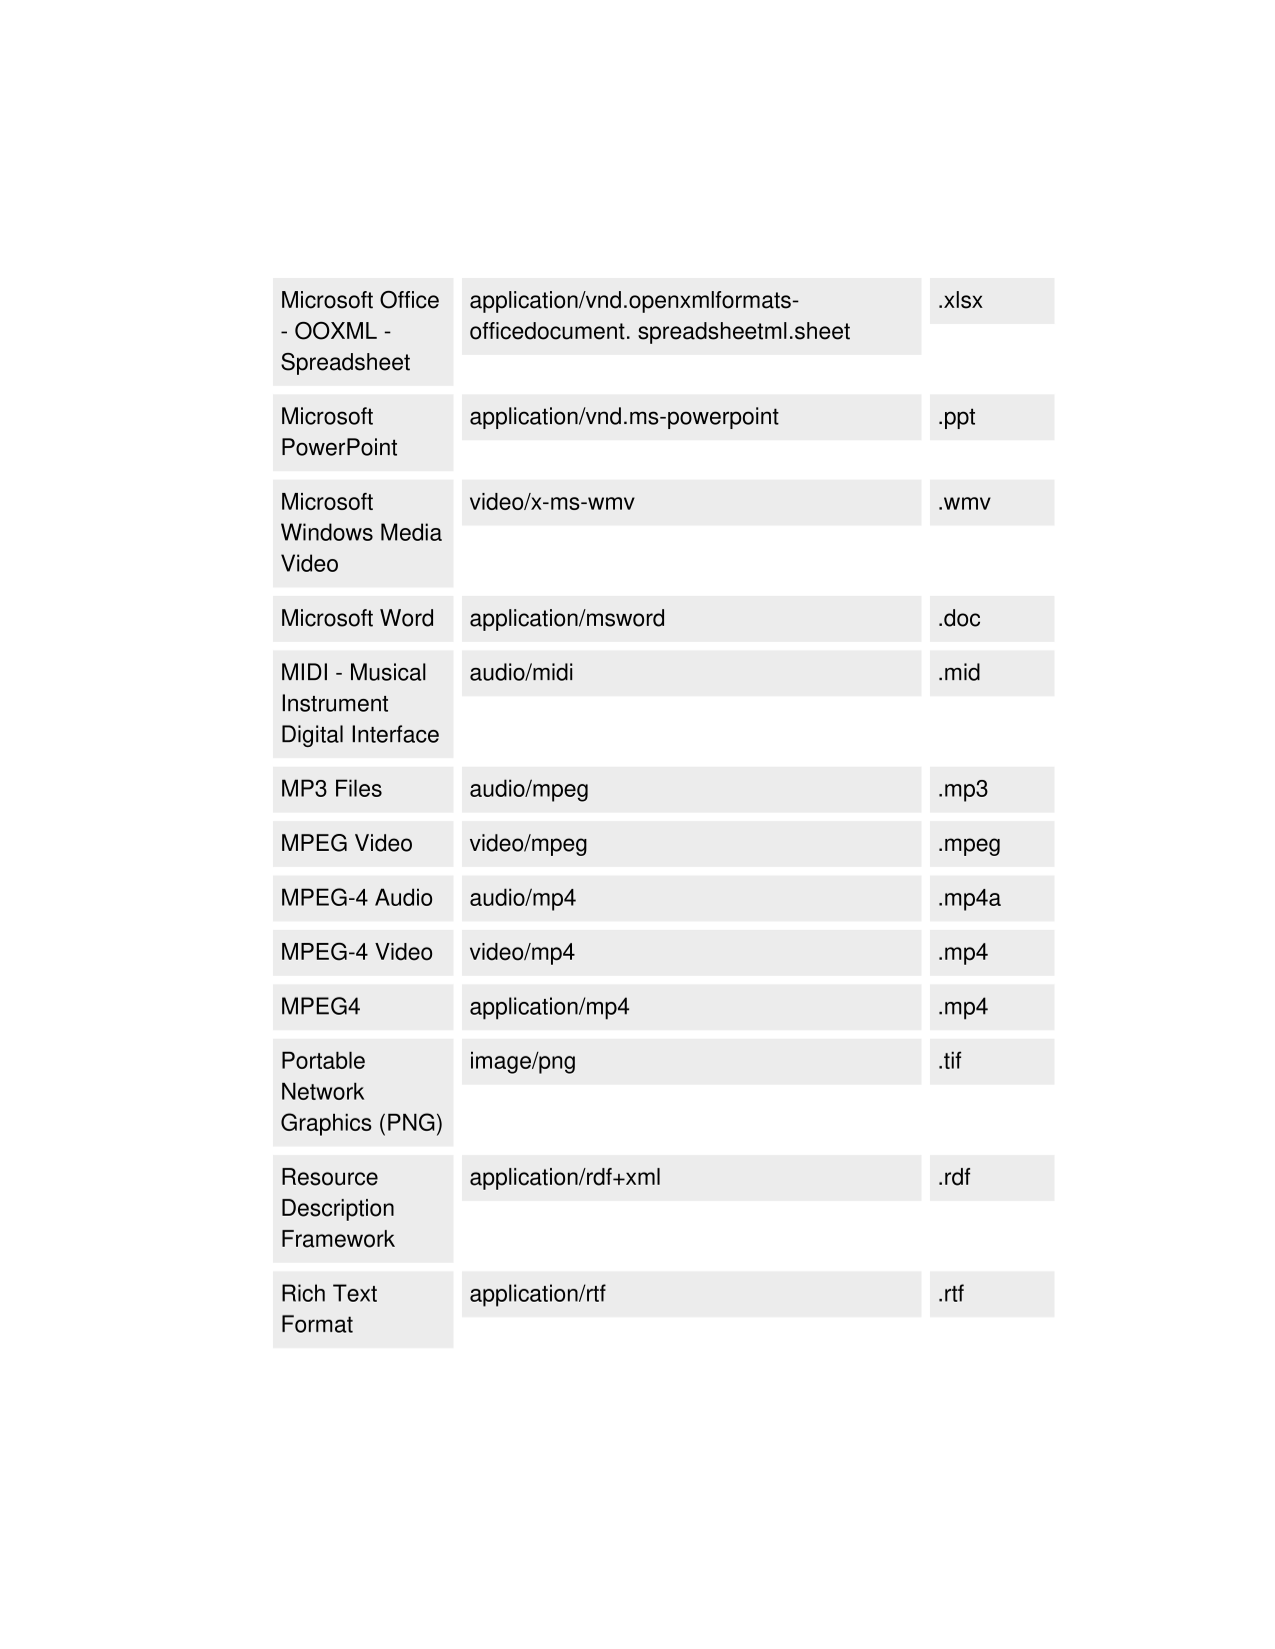 Microsoft Office
- OOXML -
Spreadsheet
application/vnd.openxmlformats-
officedocument. spreadsheetml.sheet
.xlsx
Microsoft
PowerPoint
application/vnd.ms-powerpoint
.ppt
Microsoft
Windows Media
Video
video/x-ms-wmv
.wmv
Microsoft Word
application/msword
.doc
MIDI - Musical
Instrument
Digital Interface
audio/midi
.mid
MP3 Files
audio/mpeg
.mp3
MPEG Video
video/mpeg
.mpeg
MPEG-4 Audio
audio/mp4
.mp4a
MPEG-4 Video
video/mp4
.mp4
MPEG4
application/mp4
.mp4
Portable
Network
Graphics (PNG)
image/png
.tif
Resource
Description
Framework
application/rdf+xml
.rdf
Rich Text
Format
application/rtf
.rtf